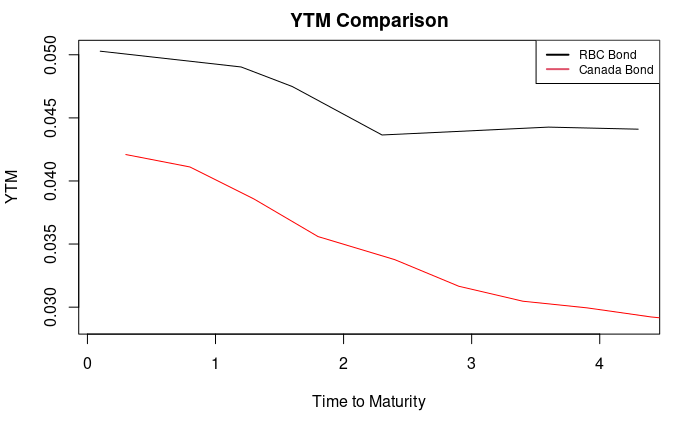 YTM Comparison
RBC Bond
Canada Bond
YTM
0.050
0.045
0.040
0.035
0.030
0 1 2 3 4
Time to Maturity